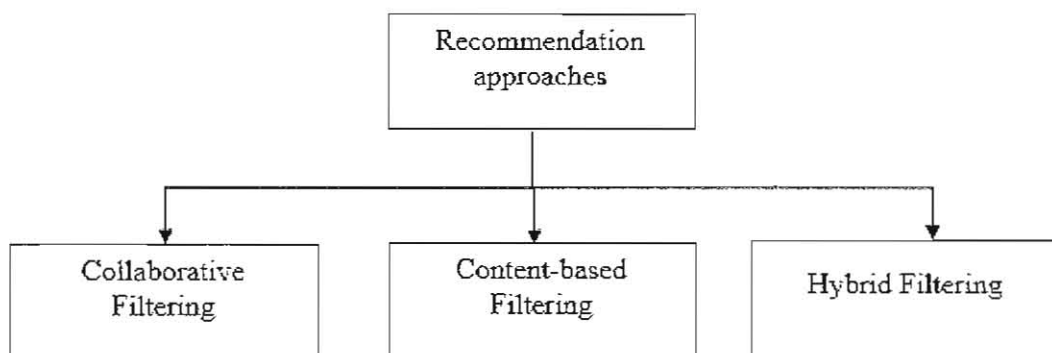 Recommendation
approaches
Collaborative
Filtering
Content-based
Filtering
Hybrid Filtering